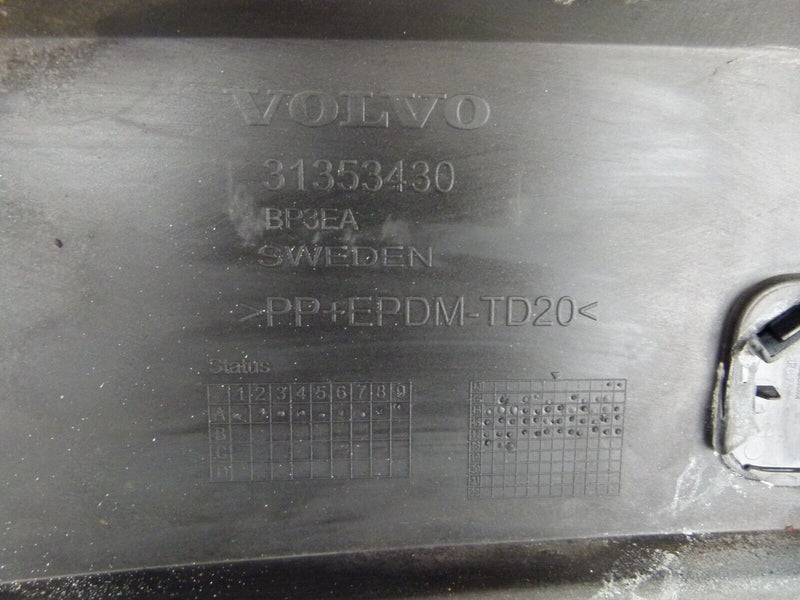 VOLVO
31353430
BP3EA
SWEDEN
>PP+EPDM-TD20<
Status
1 2 3 4 5 6 7 8 9
A
B
C